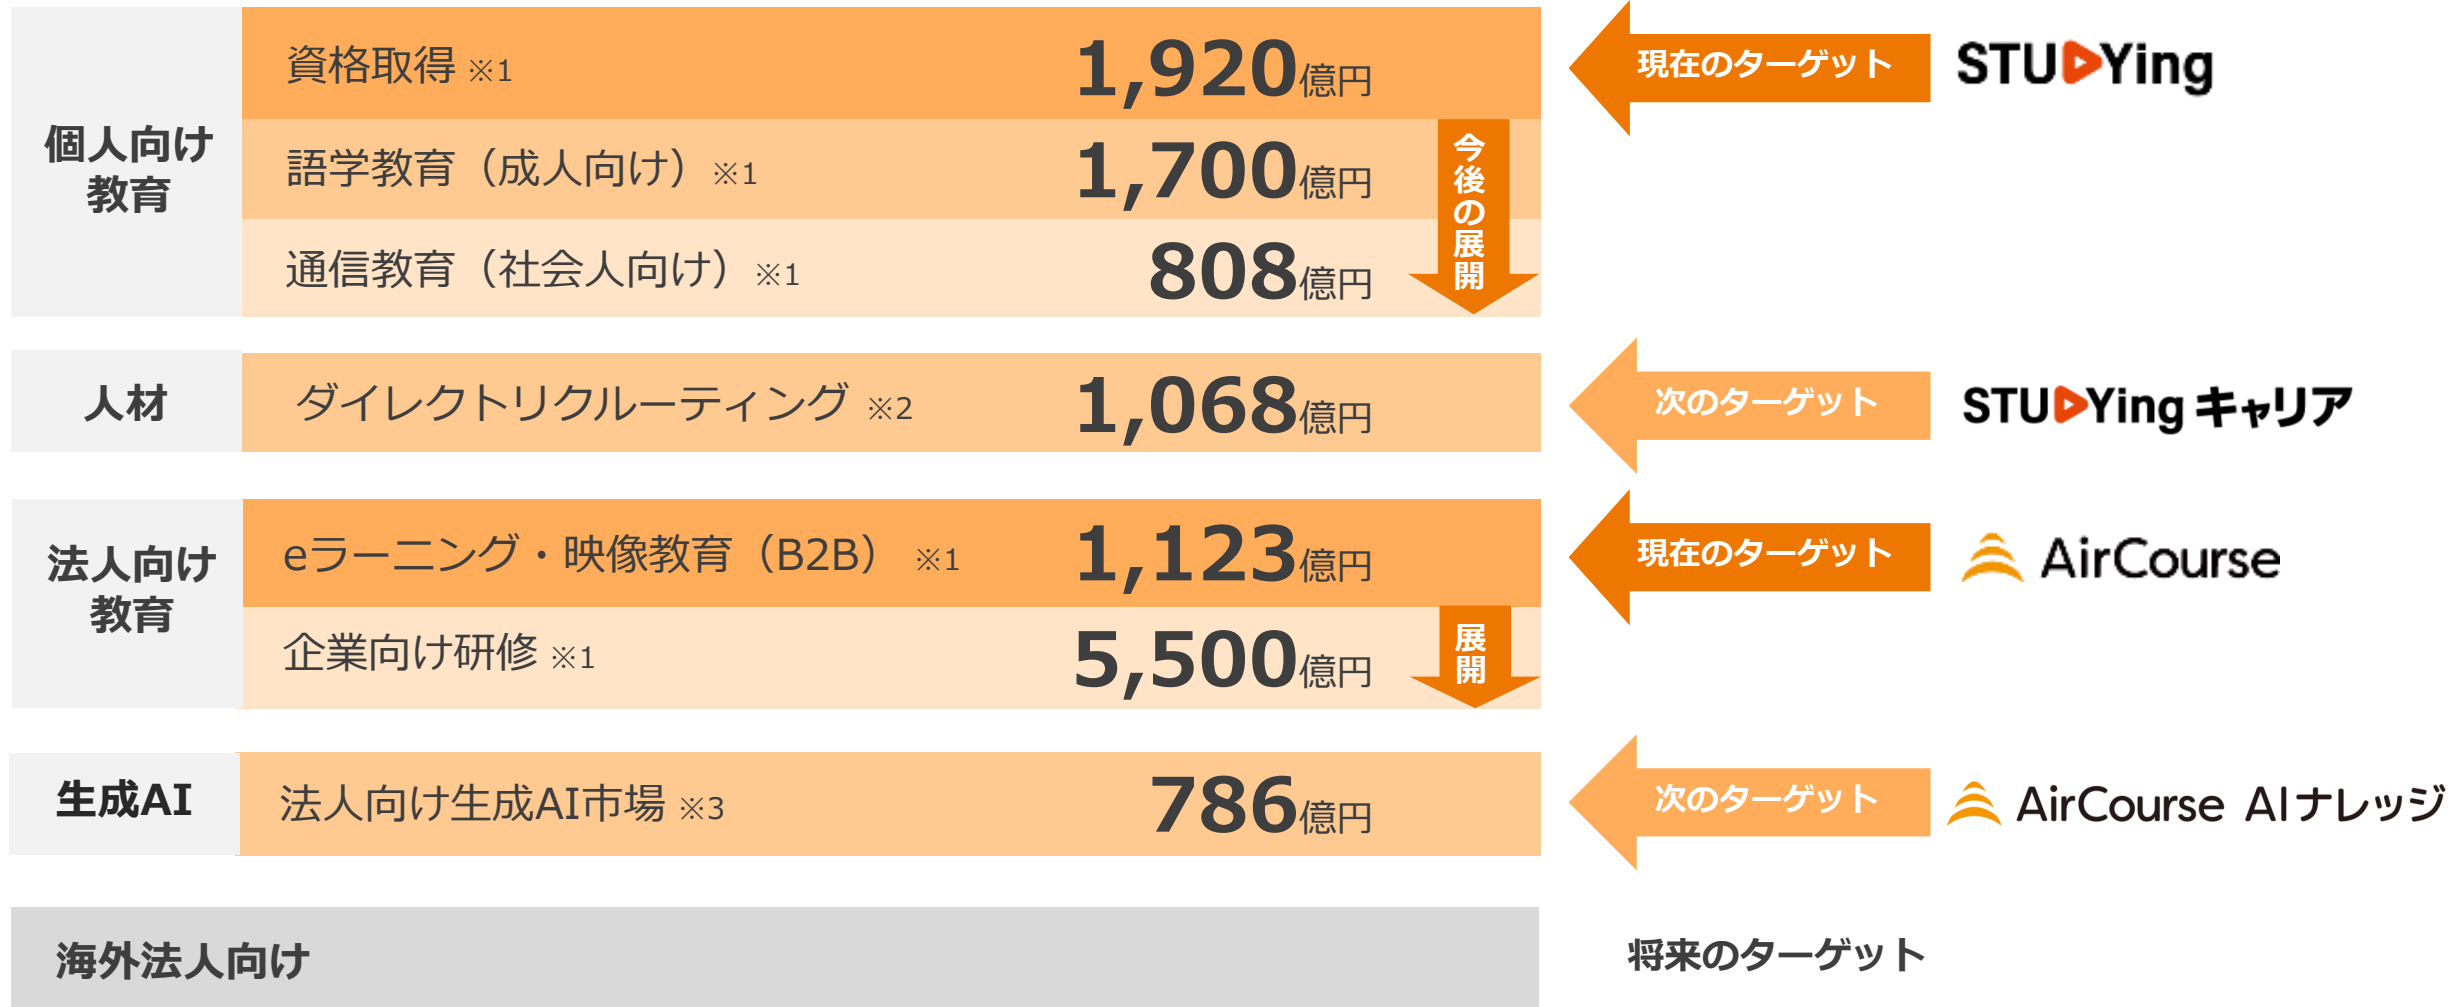 個人向け
教育
資格取得 ※1
1,920億円
現在のターゲット
STUDYing
語学教育（成人向け）※1
1,700億円
今後の展開
通信教育（社会人向け）※1
808億円
人材
ダイレクトリクルーティング ※2
1,068億円
次のターゲット
STUDYing キャリア
法人向け
教育
eラーニング・映像教育（B2B） ※1
1,123億円
現在のターゲット
AirCourse
企業向け研修 ※1
5,500億円
展開
生成AI
法人向け生成AI市場 ※3
786億円
次のターゲット
AirCourse AIナレッジ
海外法人向け
将来のターゲット